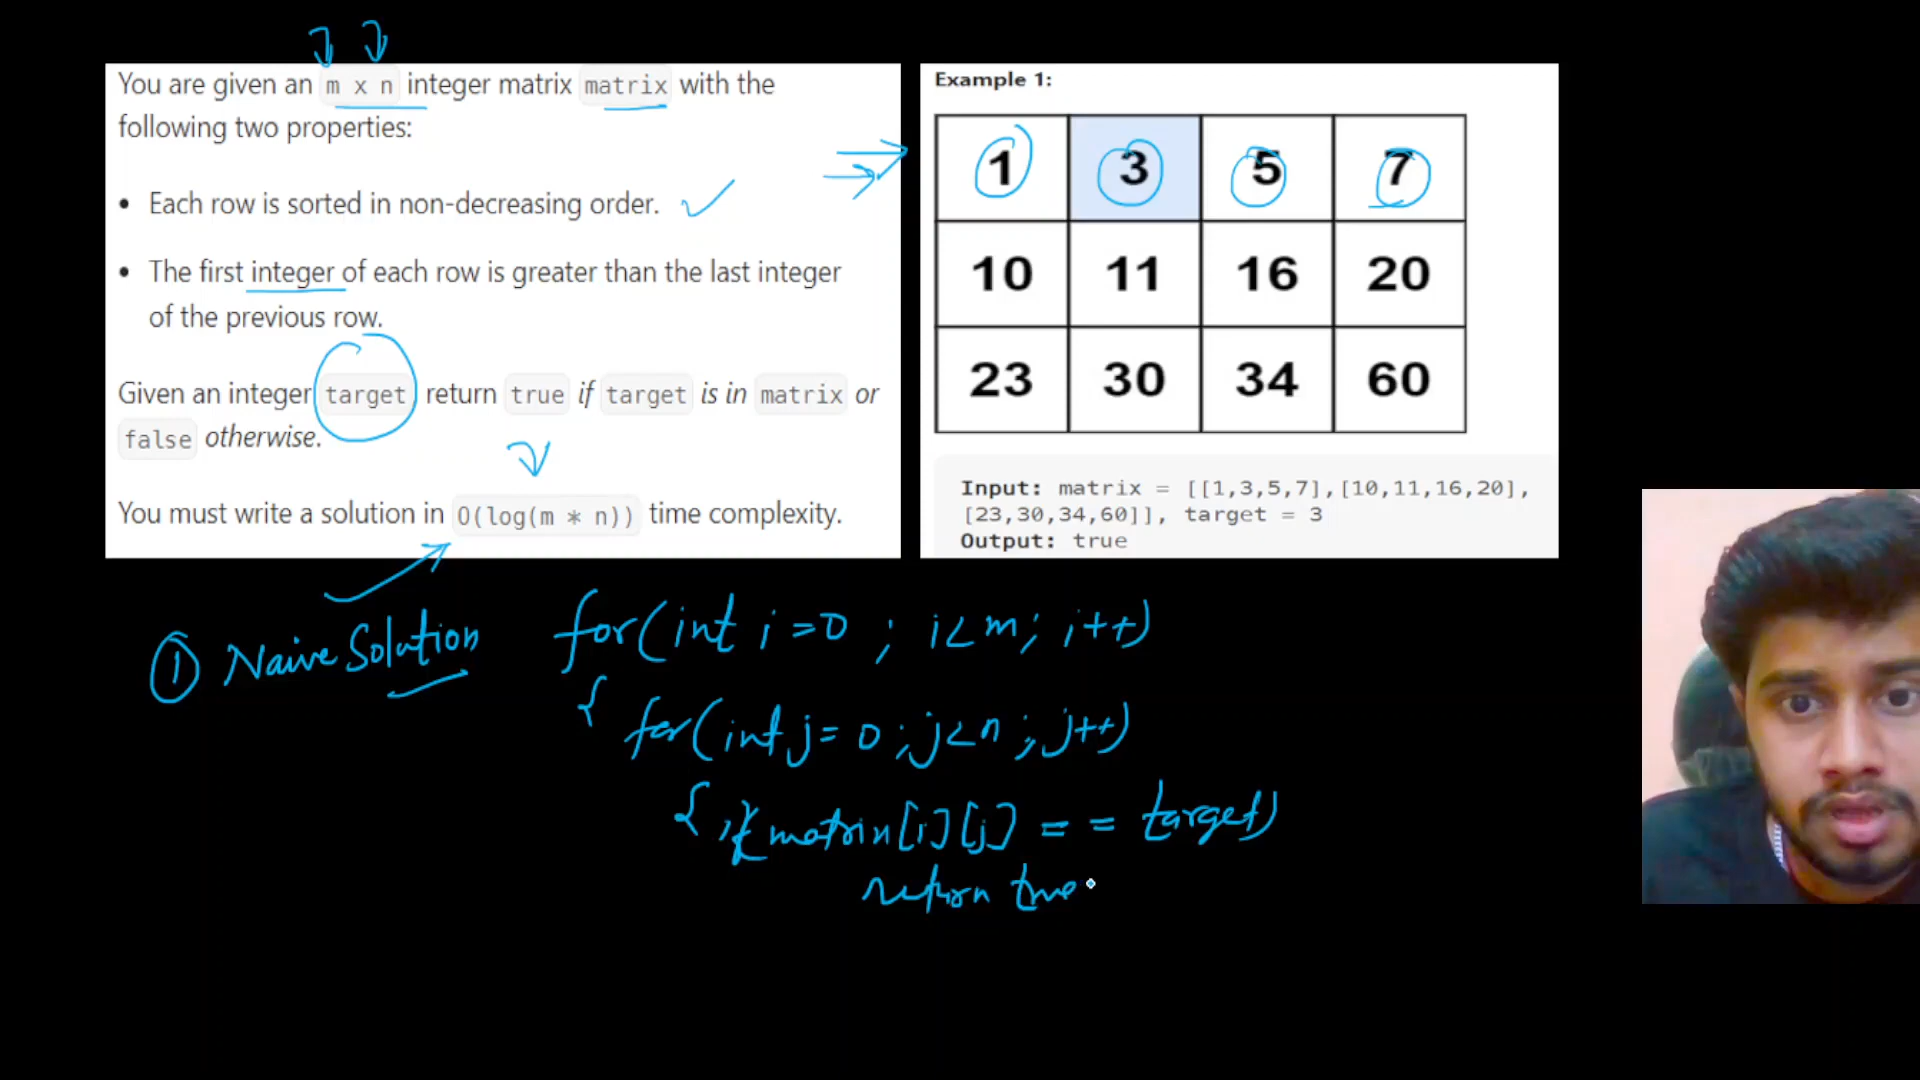 You are given an m x n integer matrix matrix with the
following two properties:
• Each row is sorted in non-decreasing order.
• The first integer of each row is greater than the last integer
of the previous row.
Given an integer target return true if target is in matrix or
false otherwise.
You must write a solution in O(log(m * n)) time complexity.
Example 1:
1 3 5 7
10 11 16 20
23 30 34 60
Input: matrix = [[1,3,5,7],[10,11,16,20],
[23,30,34,60]], target = 3
Output: true
① Naive Solution
for(int i=0 ; i<m; i++)
{ for(int j= 0 ;j<n ;j++)
{ if(matrix[i][j] == target)
return true